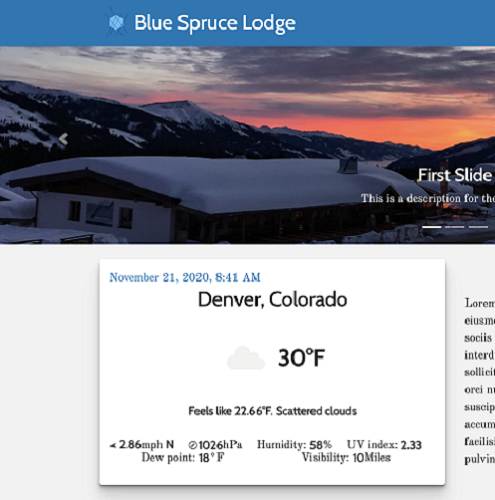 Blue Spruce Lodge
First Slide
This is a description for the
November 21, 2020, 8:41 AM
Denver, Colorado
30°F
Feels like 22.66°F. Scattered clouds
2.86mph N 1026hPa Humidity: 58% UV index: 2.33
Dew point: 18°F Visibility: 10Miles
Lorem
eiusmo
sociis
interd
sollicit
orci nu
suscip
accum
facilisi
pulvin